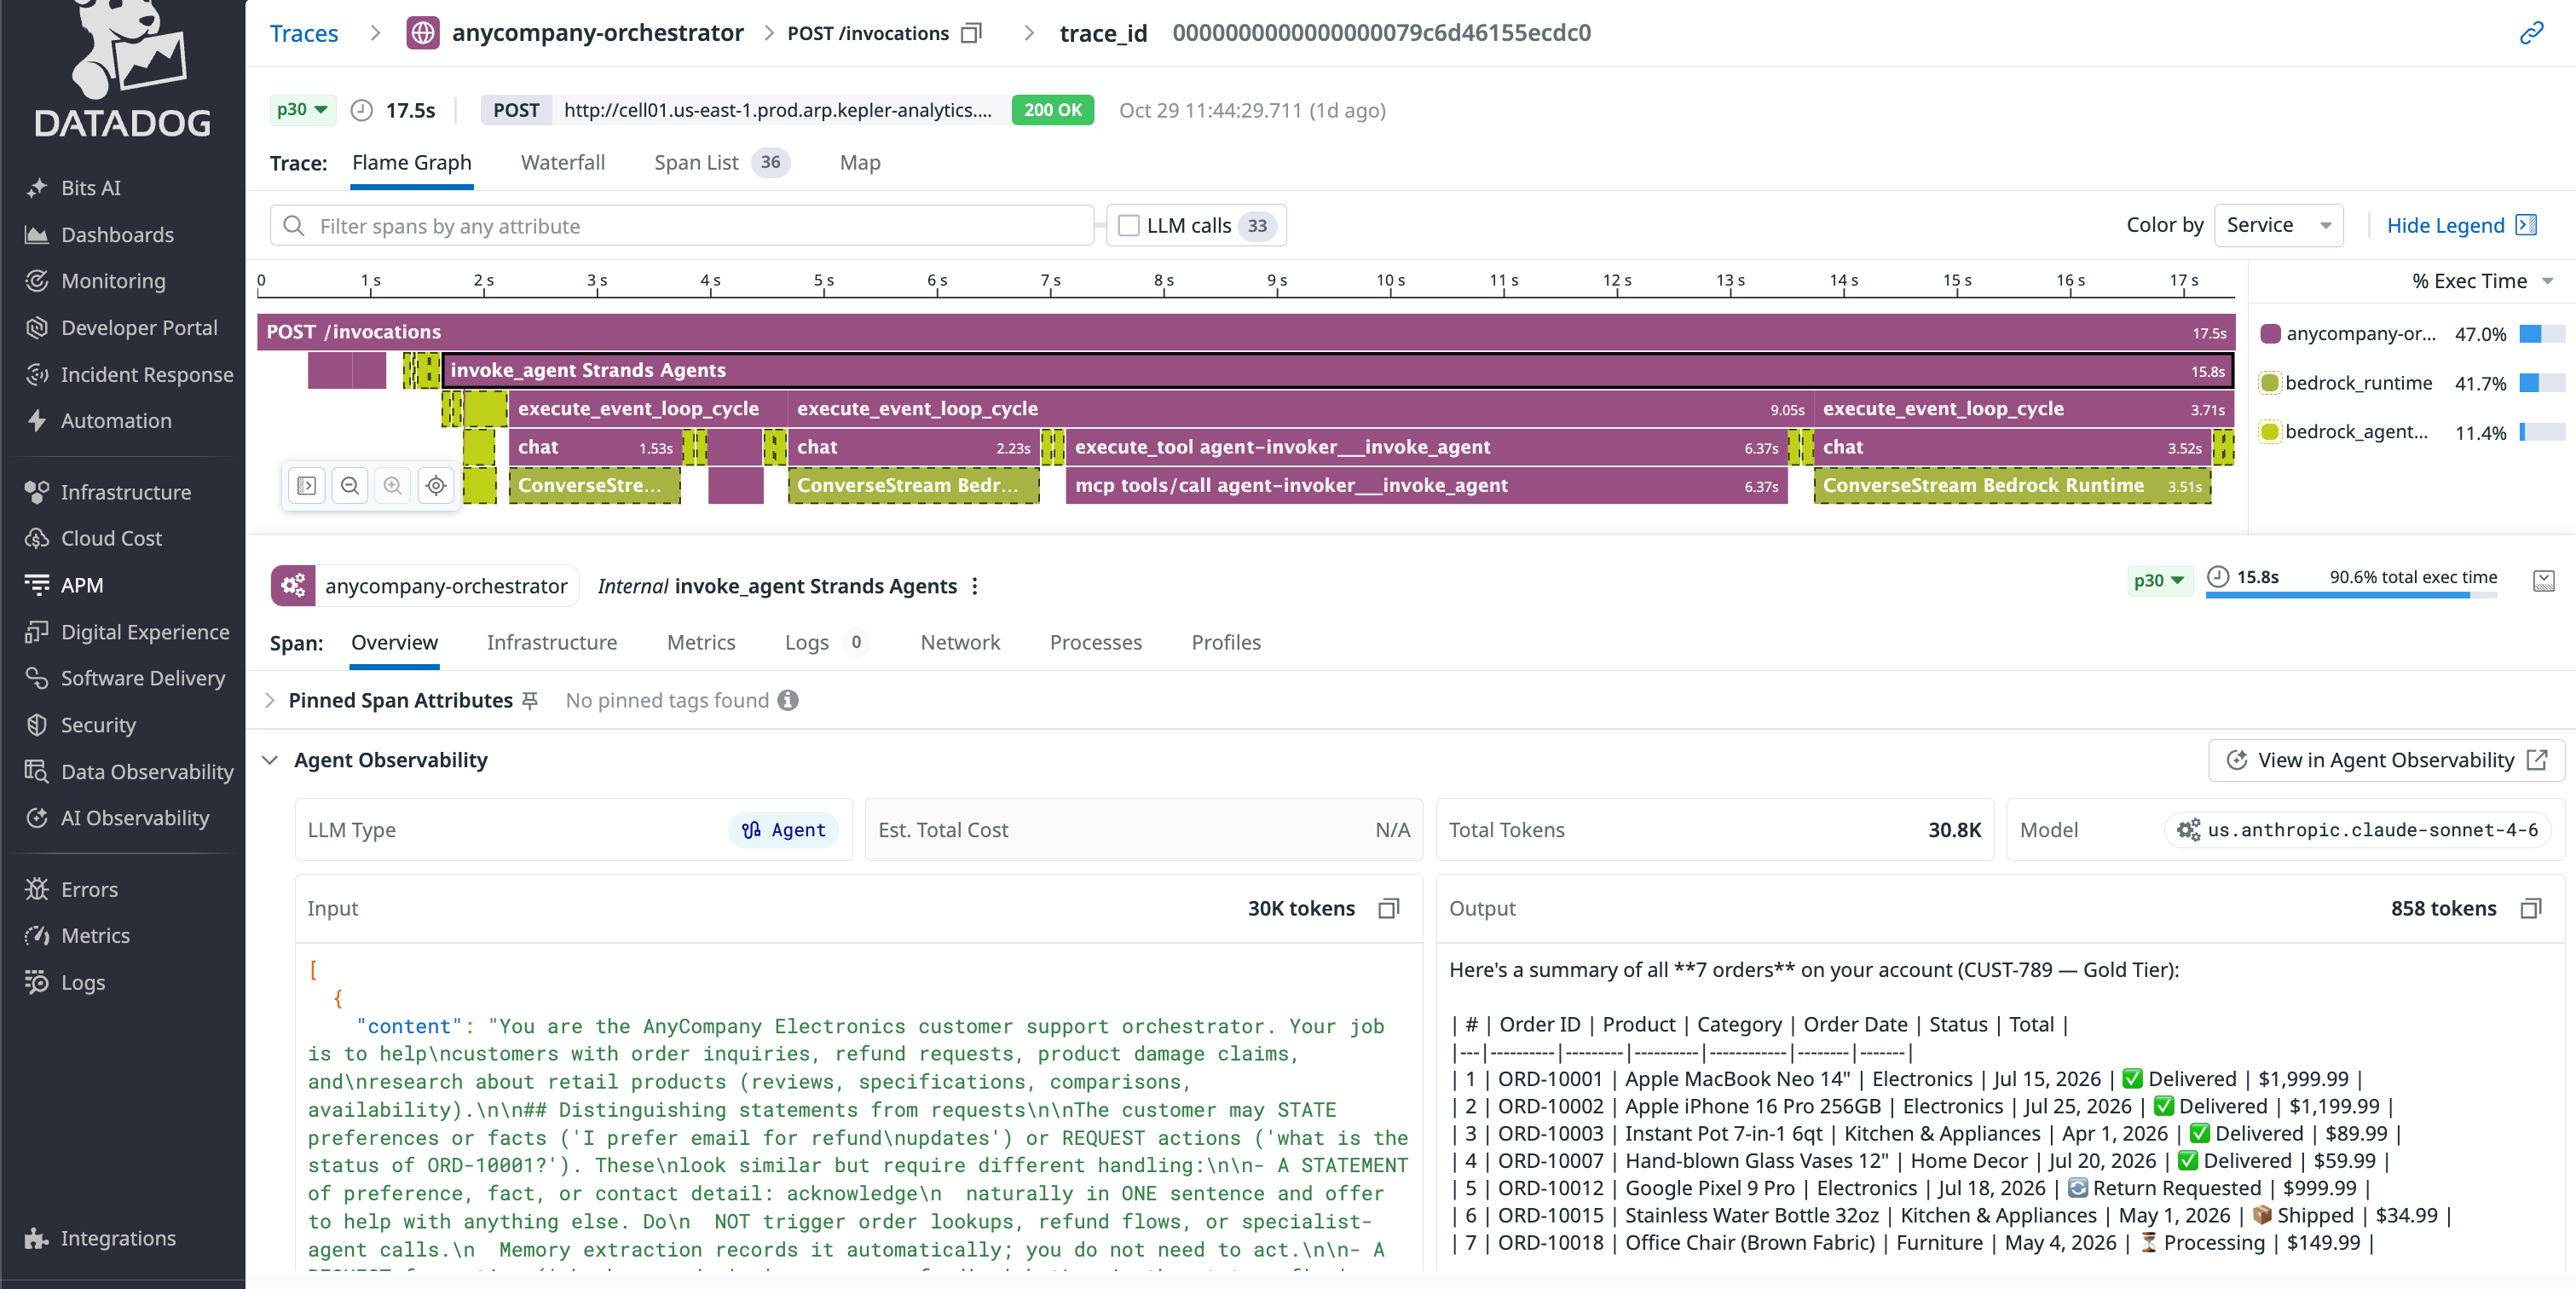 DATADOG
Bits AI
Dashboards
Monitoring
Developer Portal
Incident Response
Automation
Infrastructure
Cloud Cost
APM
Digital Experience
Software Delivery
Security
Data Observability
AI Observability
Errors
Metrics
Logs
Integrations
Traces > anycompany-orchestrator > POST /invocations > trace_id 0000000000000000079c6d46155ecdc0
p30 17.5s POST http://cell01.us-east-1.prod.arp.kepler-analytics.... 200 OK Oct 29 11:44:29.711 (1d ago)
Trace: Flame Graph Waterfall Span List 36 Map
Filter spans by any attribute LLM calls 33 Color by Service Hide Legend
0 1 s 2 s 3 s 4 s 5 s 6 s 7 s 8 s 9 s 10 s 11 s 12 s 13 s 14 s 15 s 16 s 17 s % Exec Time
POST /invocations 17.5s
anycompany-or... 47.0%
invoke_agent Strands Agents 15.8s
bedrock_runtime 41.7%
execute_event_loop_cycle execute_event_loop_cycle 9.05s execute_event_loop_cycle 3.71s
bedrock_agent... 11.4%
chat 1.53s chat 2.23s execute_tool agent-invoker___invoke_agent 6.37s chat 3.52s
ConverseStre... ConverseStream Bedr... mcp tools/call agent-invoker___invoke_agent 6.37s ConverseStream Bedrock Runtime 3.51s
anycompany-orchestrator Internal invoke_agent Strands Agents p30 15.8s 90.6% total exec time
Span: Overview Infrastructure Metrics Logs 0 Network Processes Profiles
Pinned Span Attributes No pinned tags found
Agent Observability View in Agent Observability
LLM Type Agent Est. Total Cost N/A Total Tokens 30.8K Model us.anthropic.claude-sonnet-4-6
Input 30K tokens
[
{
"content": "You are the AnyCompany Electronics customer support orchestrator. Your job
is to help\ncustomers with order inquiries, refund requests, product damage claims,
and\nresearch about retail products (reviews, specifications, comparisons,
availability).\n\n## Distinguishing statements from requests\n\nThe customer may STATE
preferences or facts ('I prefer email for refund\nupdates') or REQUEST actions ('what is the
status of ORD-10001?'). These\nlook similar but require different handling:\n\n- A STATEMENT
of preference, fact, or contact detail: acknowledge\n  naturally in ONE sentence and offer
to help with anything else. Do\n  NOT trigger order lookups, refund flows, or specialist-
agent calls.\n  Memory extraction records it automatically; you do not need to act.\n\n- A
Output 858 tokens
Here's a summary of all **7 orders** on your account (CUST-789 — Gold Tier):
| # | Order ID | Product | Category | Order Date | Status | Total |
|---|----------|---------|----------|------------|--------|-------|
| 1 | ORD-10001 | Apple MacBook Neo 14" | Electronics | Jul 15, 2026 | ✅ Delivered | $1,999.99 |
| 2 | ORD-10002 | Apple iPhone 16 Pro 256GB | Electronics | Jul 25, 2026 | ✅ Delivered | $1,199.99 |
| 3 | ORD-10003 | Instant Pot 7-in-1 6qt | Kitchen & Appliances | Apr 1, 2026 | ✅ Delivered | $89.99 |
| 4 | ORD-10007 | Hand-blown Glass Vases 12" | Home Decor | Jul 20, 2026 | ✅ Delivered | $59.99 |
| 5 | ORD-10012 | Google Pixel 9 Pro | Electronics | Jul 18, 2026 | 🔄 Return Requested | $999.99 |
| 6 | ORD-10015 | Stainless Water Bottle 32oz | Kitchen & Appliances | May 1, 2026 | 📦 Shipped | $34.99 |
| 7 | ORD-10018 | Office Chair (Brown Fabric) | Furniture | May 4, 2026 | ⏳ Processing | $149.99 |